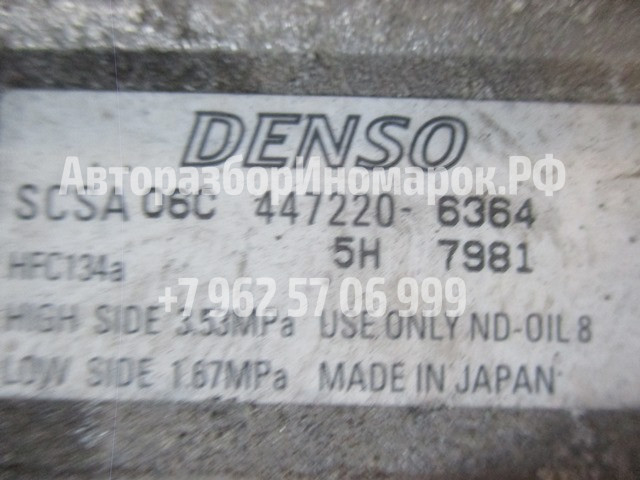 DENSO
АвторазборИномарок.РФ
SCSA 06C 447220-6364
5H 7981
HFC134a
+7 962 57 06 999
HIGH SIDE 3.53MPa USE ONLY ND-OIL 8
LOW SIDE 1.67MPa MADE IN JAPAN